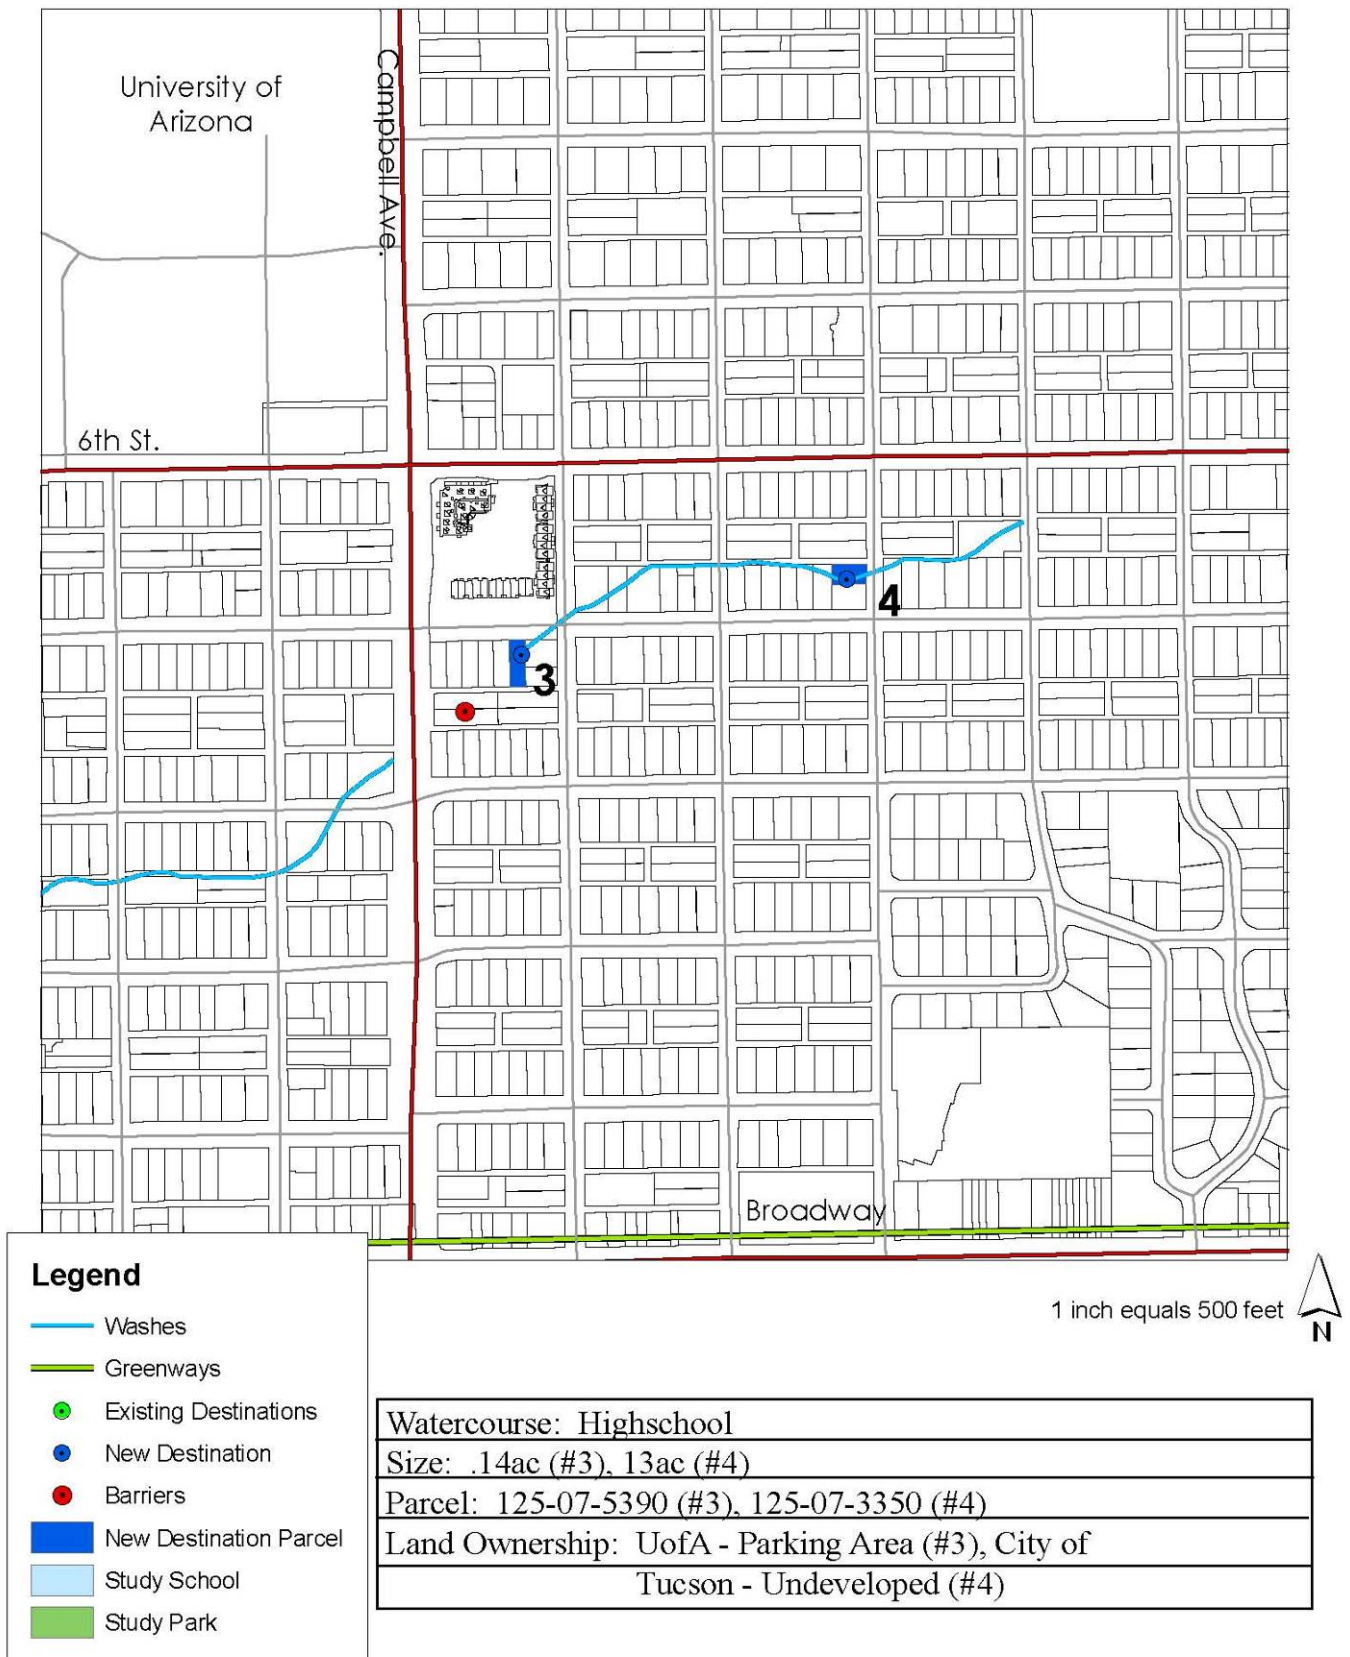 University of
Arizona
Campbell Ave.
6th St.
4
3
Broadway
Legend
Washes
Greenways
Existing Destinations
New Destination
Barriers
New Destination Parcel
Study School
Study Park
1 inch equals 500 feet
N
Watercourse: Highschool
Size: .14ac (#3), 13ac (#4)
Parcel: 125-07-5390 (#3), 125-07-3350 (#4)
Land Ownership: UofA - Parking Area (#3), City of
Tucson - Undeveloped (#4)